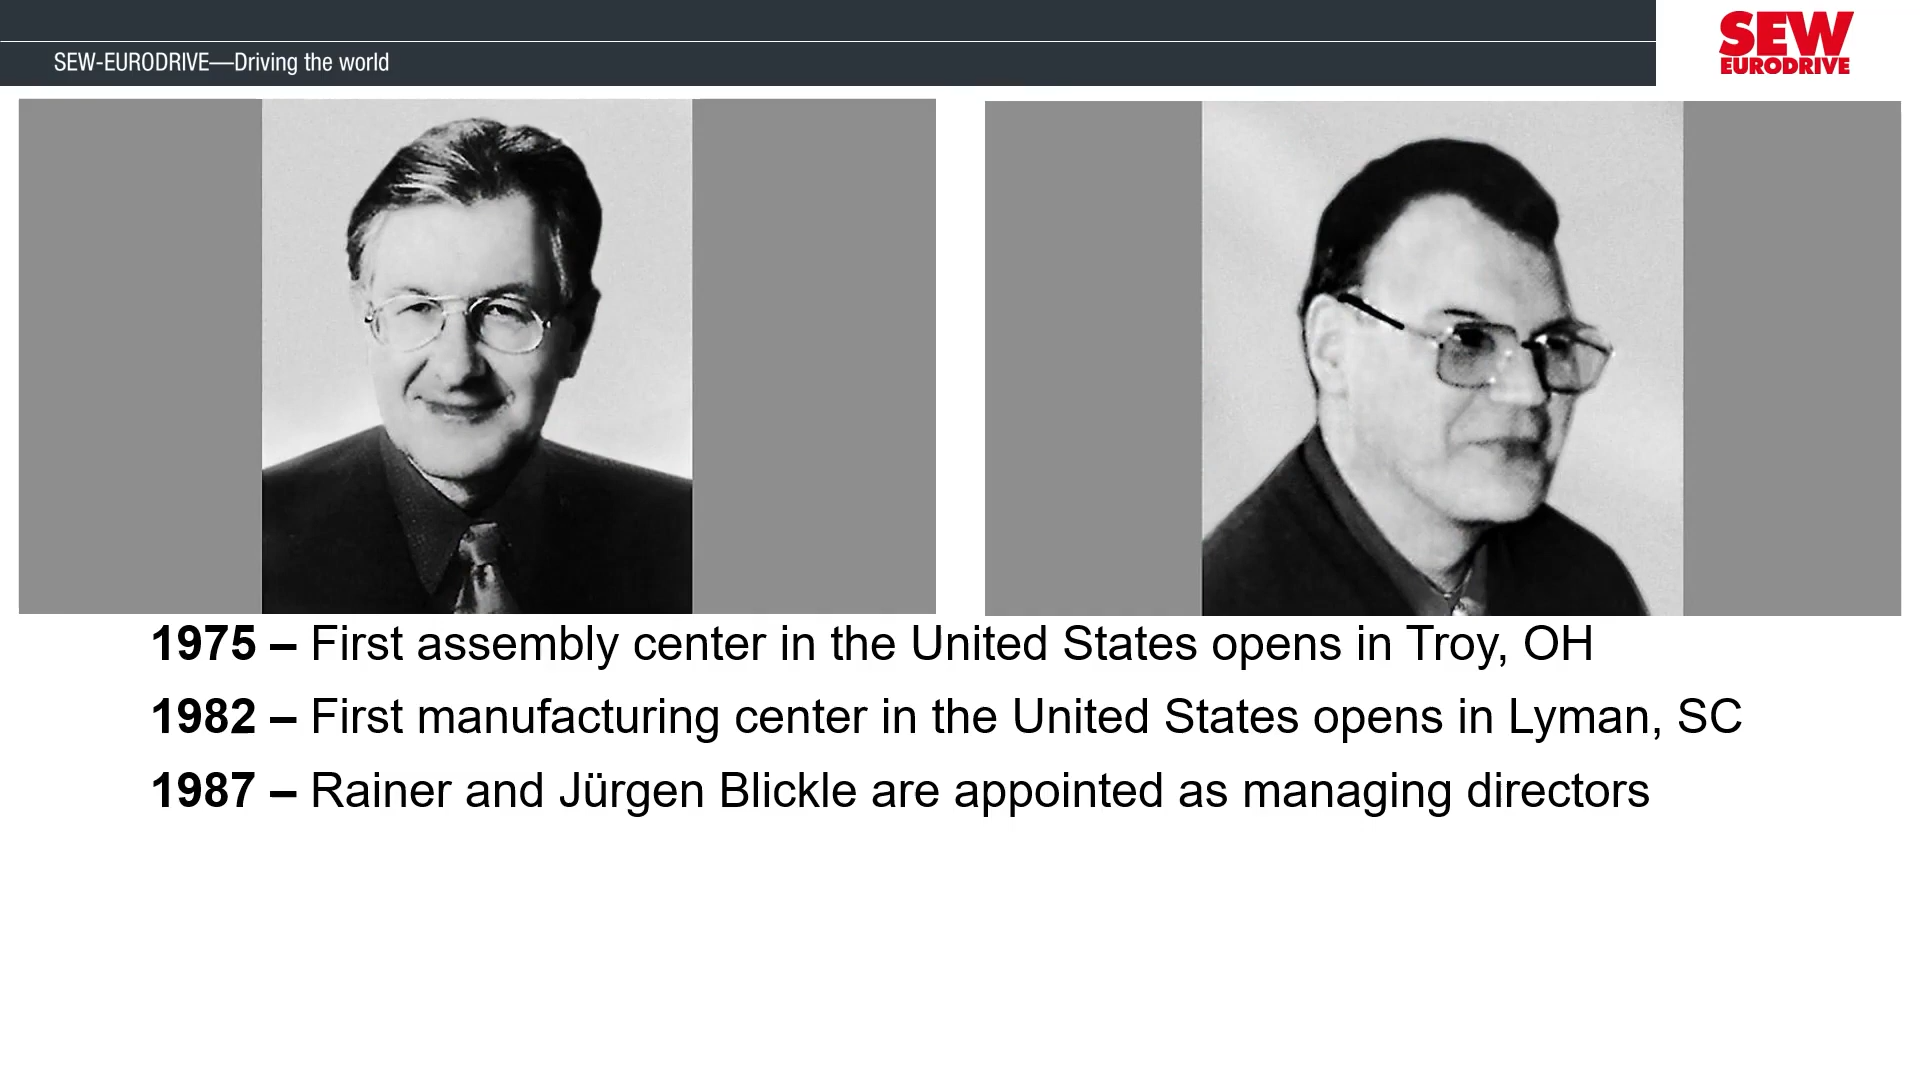 SEW-EURODRIVE—Driving the world
SEW
EURODRIVE
1975 – First assembly center in the United States opens in Troy, OH
1982 – First manufacturing center in the United States opens in Lyman, SC
1987 – Rainer and Jürgen Blickle are appointed as managing directors